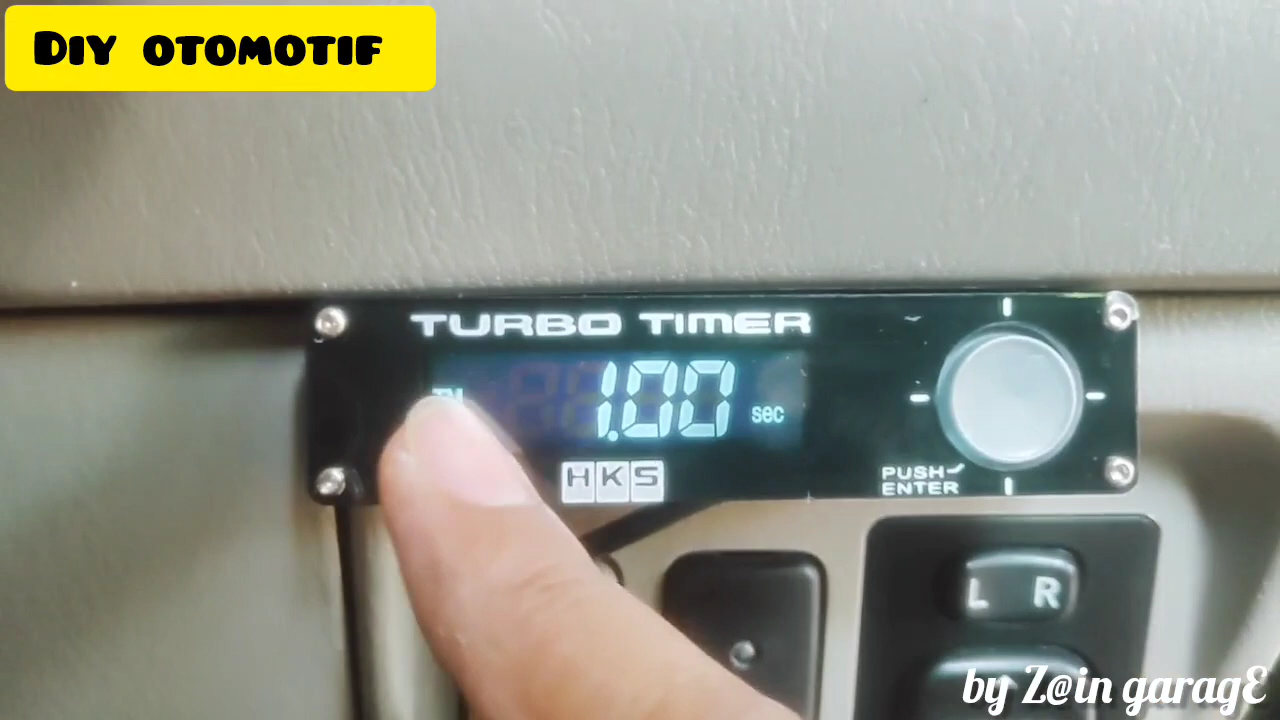 Diy otomotif
TURBO TIMER
1.00 sec
HKS
PUSH
ENTER
L R
by Z@in garagE